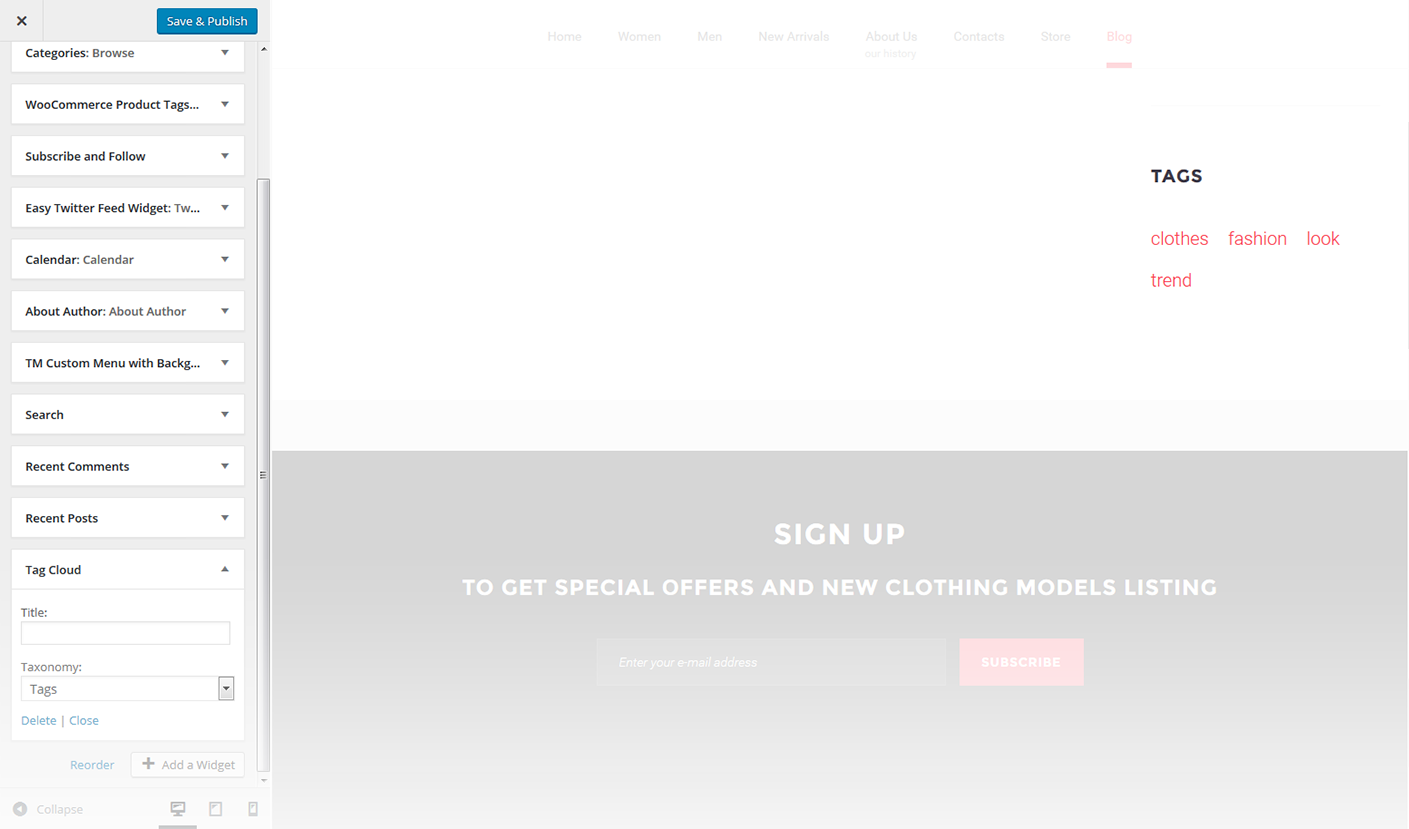 Save & Publish
Categories: Browse
WooCommerce Product Tags...
Subscribe and Follow
Easy Twitter Feed Widget: Tw...
Calendar: Calendar
About Author: About Author
TM Custom Menu with Backg...
Search
Recent Comments
Recent Posts
Tag Cloud
Title:
Taxonomy:
Tags
Delete | Close
Reorder
Add a Widget
Collapse
Home Women Men New Arrivals About Us Contacts Store Blog
our history
TAGS
clothes fashion look
trend
SIGN UP
TO GET SPECIAL OFFERS AND NEW CLOTHING MODELS LISTING
Enter your e-mail address
SUBSCRIBE